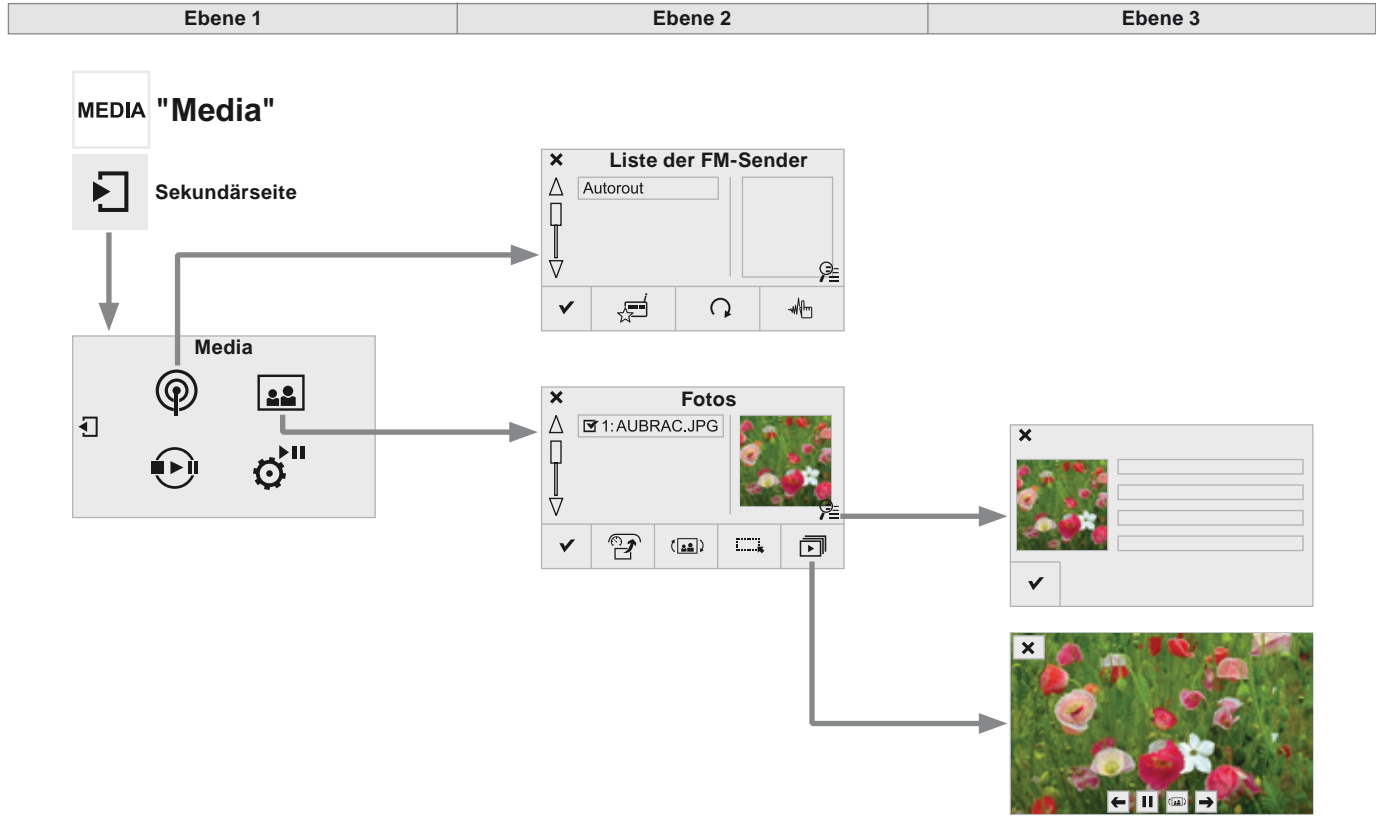 Ebene 1
Ebene 2
Ebene 3
MEDIA "Media"
Sekundärseite
Media
Liste der FM-Sender
Autorout
Fotos
1: AUBRAC.JPG